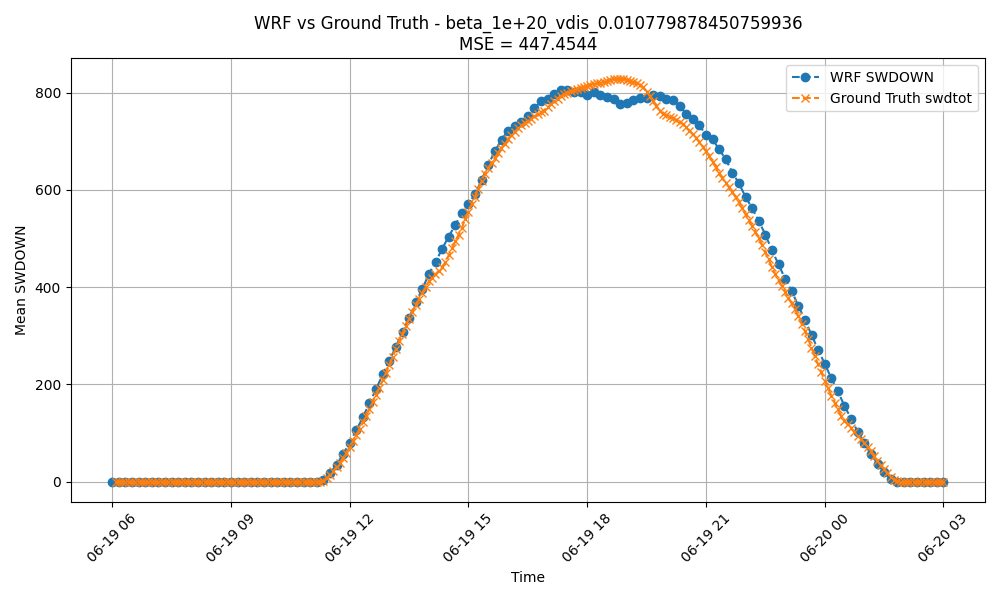 WRF vs Ground Truth - beta_1e+20_vdis_0.010779878450759936
MSE = 447.4544
WRF SWDOWN
Ground Truth swdtot
Mean SWDOWN
800
600
400
200
0
06-19 06
06-19 09
06-19 12
06-19 15
06-19 18
06-19 21
06-20 00
06-20 03
Time